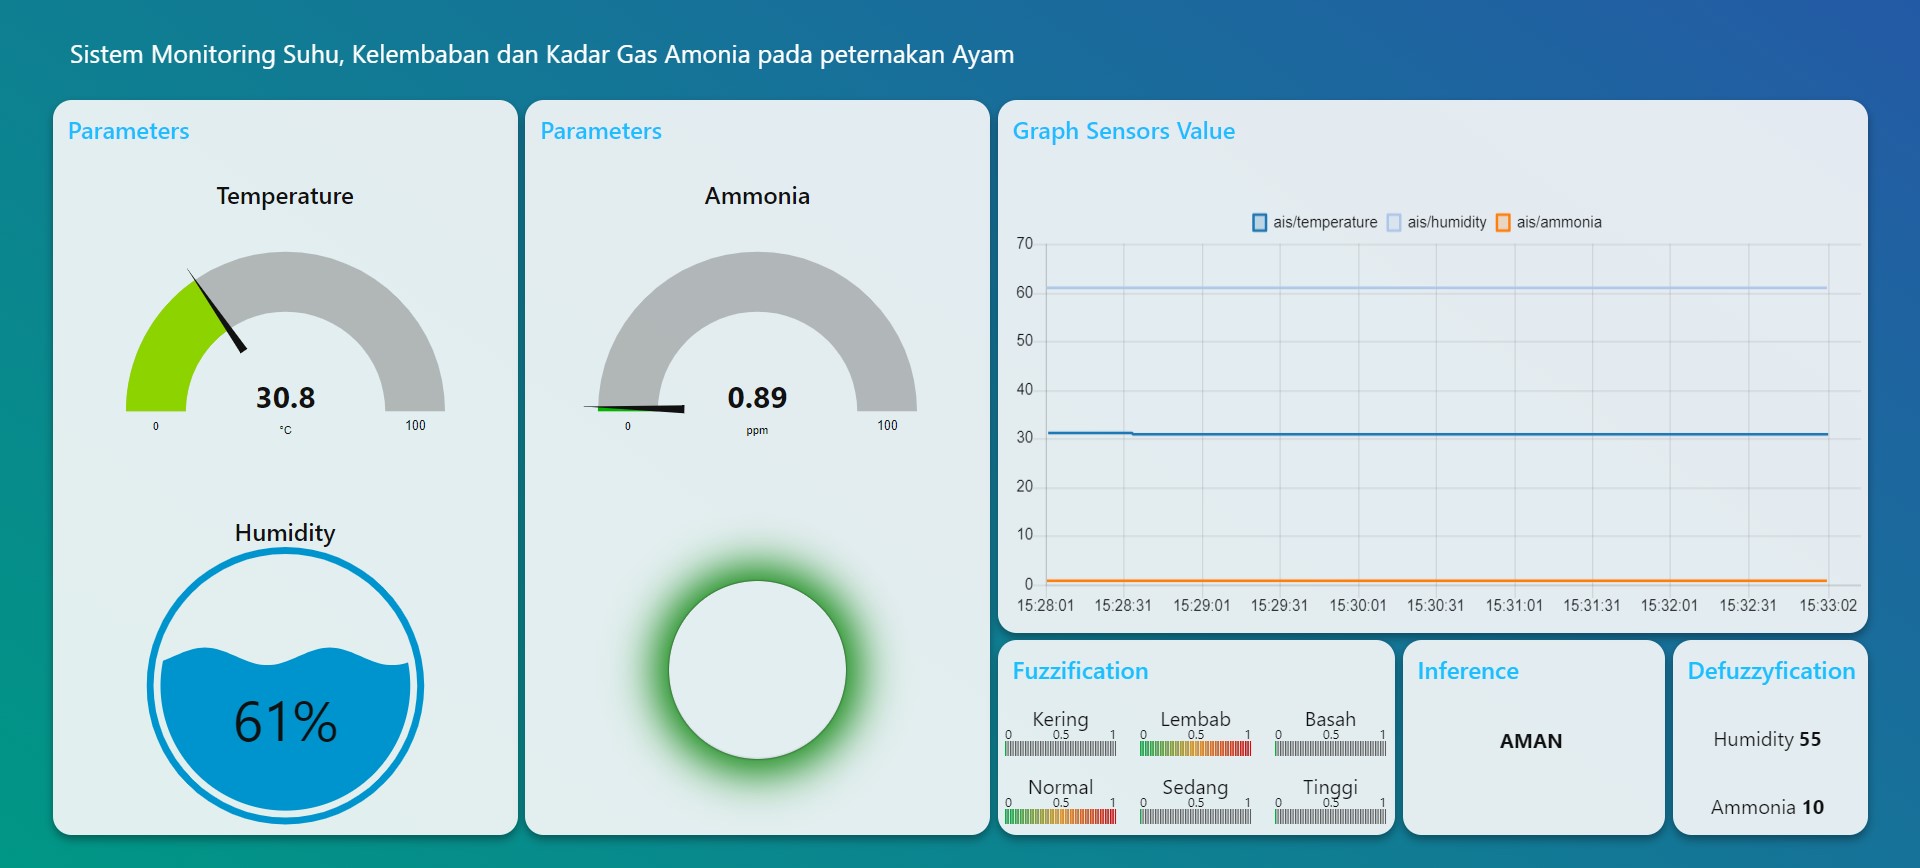 Sistem Monitoring Suhu, Kelembaban dan Kadar Gas Amonia pada peternakan Ayam
Parameters
Temperature
30.8
0 °C 100
Humidity
61%
Parameters
Ammonia
0.89
0 ppm 100
Graph Sensors Value
ais/temperature ais/humidity ais/ammonia
70
60
50
40
30
20
10
0
15:28:01 15:28:31 15:29:01 15:29:31 15:30:01 15:30:31 15:31:01 15:31:31 15:32:01 15:32:31 15:33:02
Fuzzification
Kering Lembab Basah
0 0.5 1 0 0.5 1 0 0.5 1
Normal Sedang Tinggi
0 0.5 1 0 0.5 1 0 0.5 1
Inference
AMAN
Defuzzyfication
Humidity 55
Ammonia 10